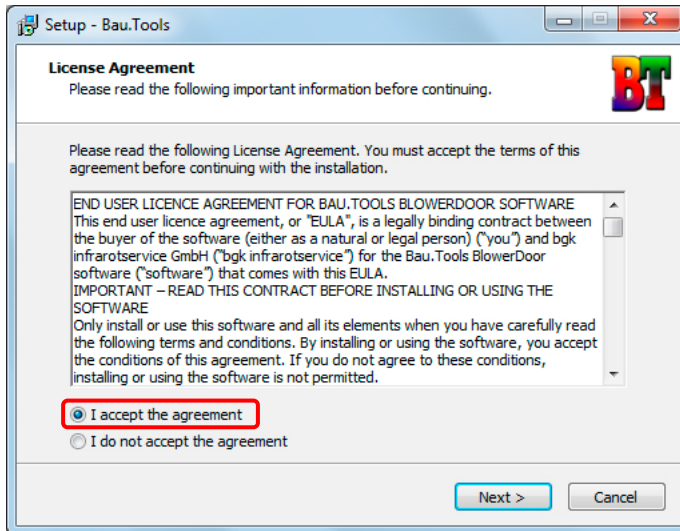 Setup - Bau.Tools
License Agreement
Please read the following important information before continuing.
BT
Please read the following License Agreement. You must accept the terms of this
agreement before continuing with the installation.
END USER LICENCE AGREEMENT FOR BAU.TOOLS BLOWERDOOR SOFTWARE
This end user licence agreement, or "EULA", is a legally binding contract between
the buyer of the software (either as a natural or legal person) (“you”) and bgk
infrarotservice GmbH (“bgk infrarotservice”) for the Bau.Tools BlowerDoor
software (“software”) that comes with this EULA.
IMPORTANT – READ THIS CONTRACT BEFORE INSTALLING OR USING THE
SOFTWARE
Only install or use this software and all its elements when you have carefully read
the following terms and conditions. By installing or using the software, you accept
the conditions of this agreement. If you do not agree to these conditions,
installing or using the software is not permitted.
I accept the agreement
I do not accept the agreement
Next >
Cancel